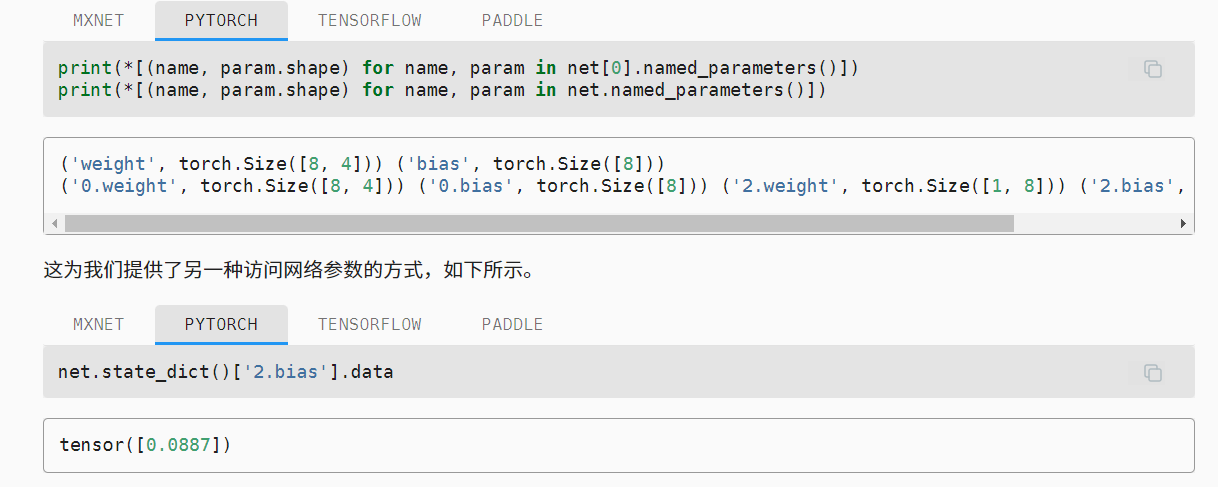 MXNET PYTORCH TENSORFLOW PADDLE
print(*[(name, param.shape) for name, param in net[0].named_parameters()])
print(*[(name, param.shape) for name, param in net.named_parameters()])
('weight', torch.Size([8, 4])) ('bias', torch.Size([8]))
('0.weight', torch.Size([8, 4])) ('0.bias', torch.Size([8])) ('2.weight', torch.Size([1, 8])) ('2.bias',
这为我们提供了另一种访问网络参数的方式，如下所示。
MXNET PYTORCH TENSORFLOW PADDLE
net.state_dict()['2.bias'].data
tensor([0.0887])